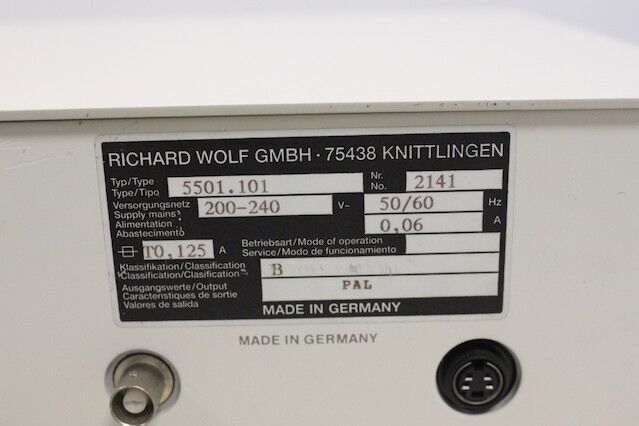 RICHARD WOLF GMBH · 75438 KNITTLINGEN
Typ/Type
Type/Tipo
5501.101
Nr.
No.
2141
Versorgungsnetz
Supply mains
Alimentation
Abastecimento
200-240
V~
50/60
Hz
0,06
A
T0,125
A
Betriebsart/Mode of operation
Service/Modo de funcionamiento
Klassifikation/Classification
Classification/Clasification
B
Ausgangswerte/Output
Caracteristiques de sortie
Valores de salida
PAL
MADE IN GERMANY
MADE IN GERMANY